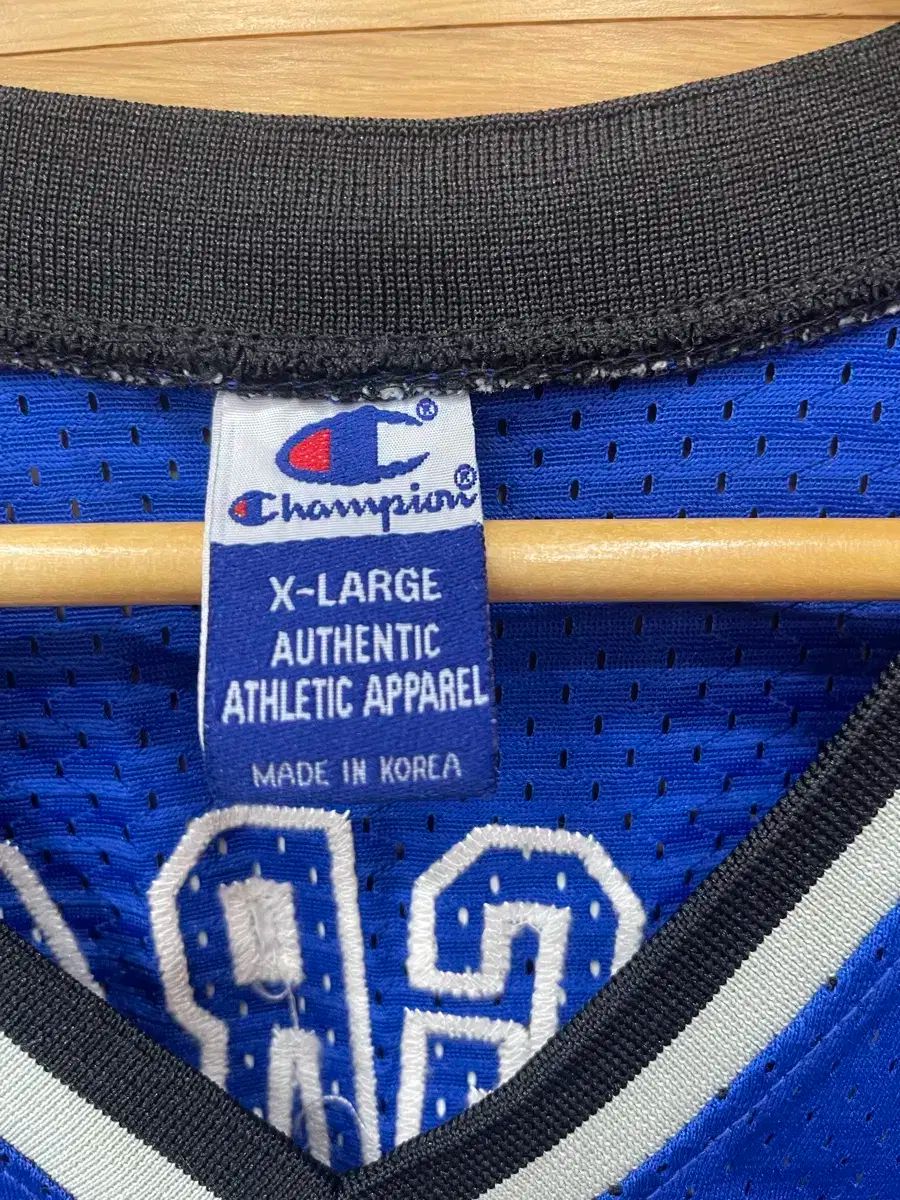 ®
Champion®
X-LARGE
AUTHENTIC
ATHLETIC APPAREL
MADE IN KOREA